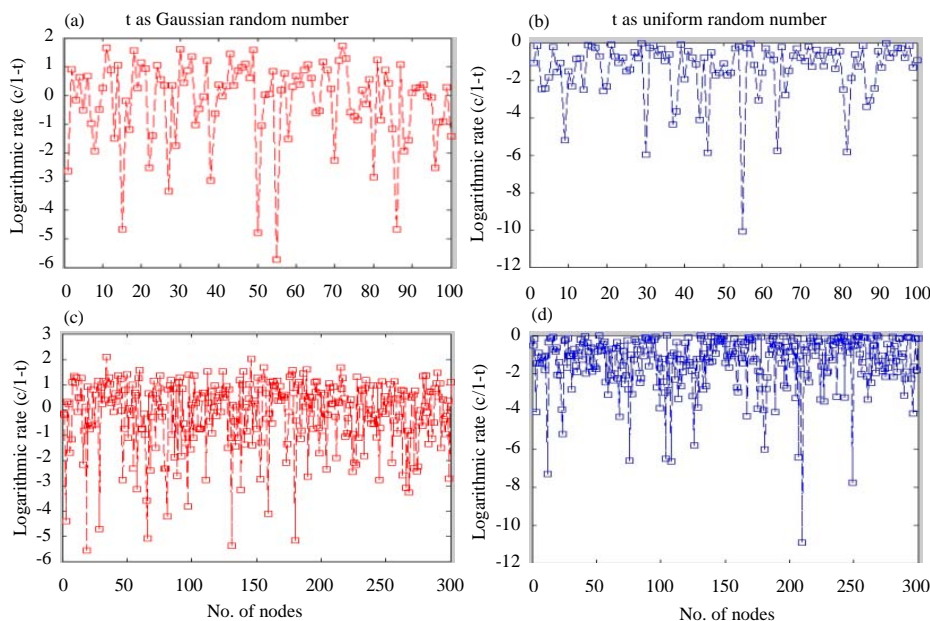 (a) t as Gaussian random number
Logarithmic rate (c/1-t)
2
1
0
-1
-2
-3
-4
-5
-6
0 10 20 30 40 50 60 70 80 90 100
(b) t as uniform random number
Logarithmic rate (c/1-t)
0
-2
-4
-6
-8
-10
-12
0 10 20 30 40 50 60 70 80 90 100
(c)
Logarithmic rate (c/1-t)
3
2
1
0
-1
-2
-3
-4
-5
-6
0 50 100 150 200 250 300
No. of nodes
(d)
Logarithmic rate (c/1-t)
0
-2
-4
-6
-8
-10
-12
0 50 100 150 200 250 300
No. of nodes